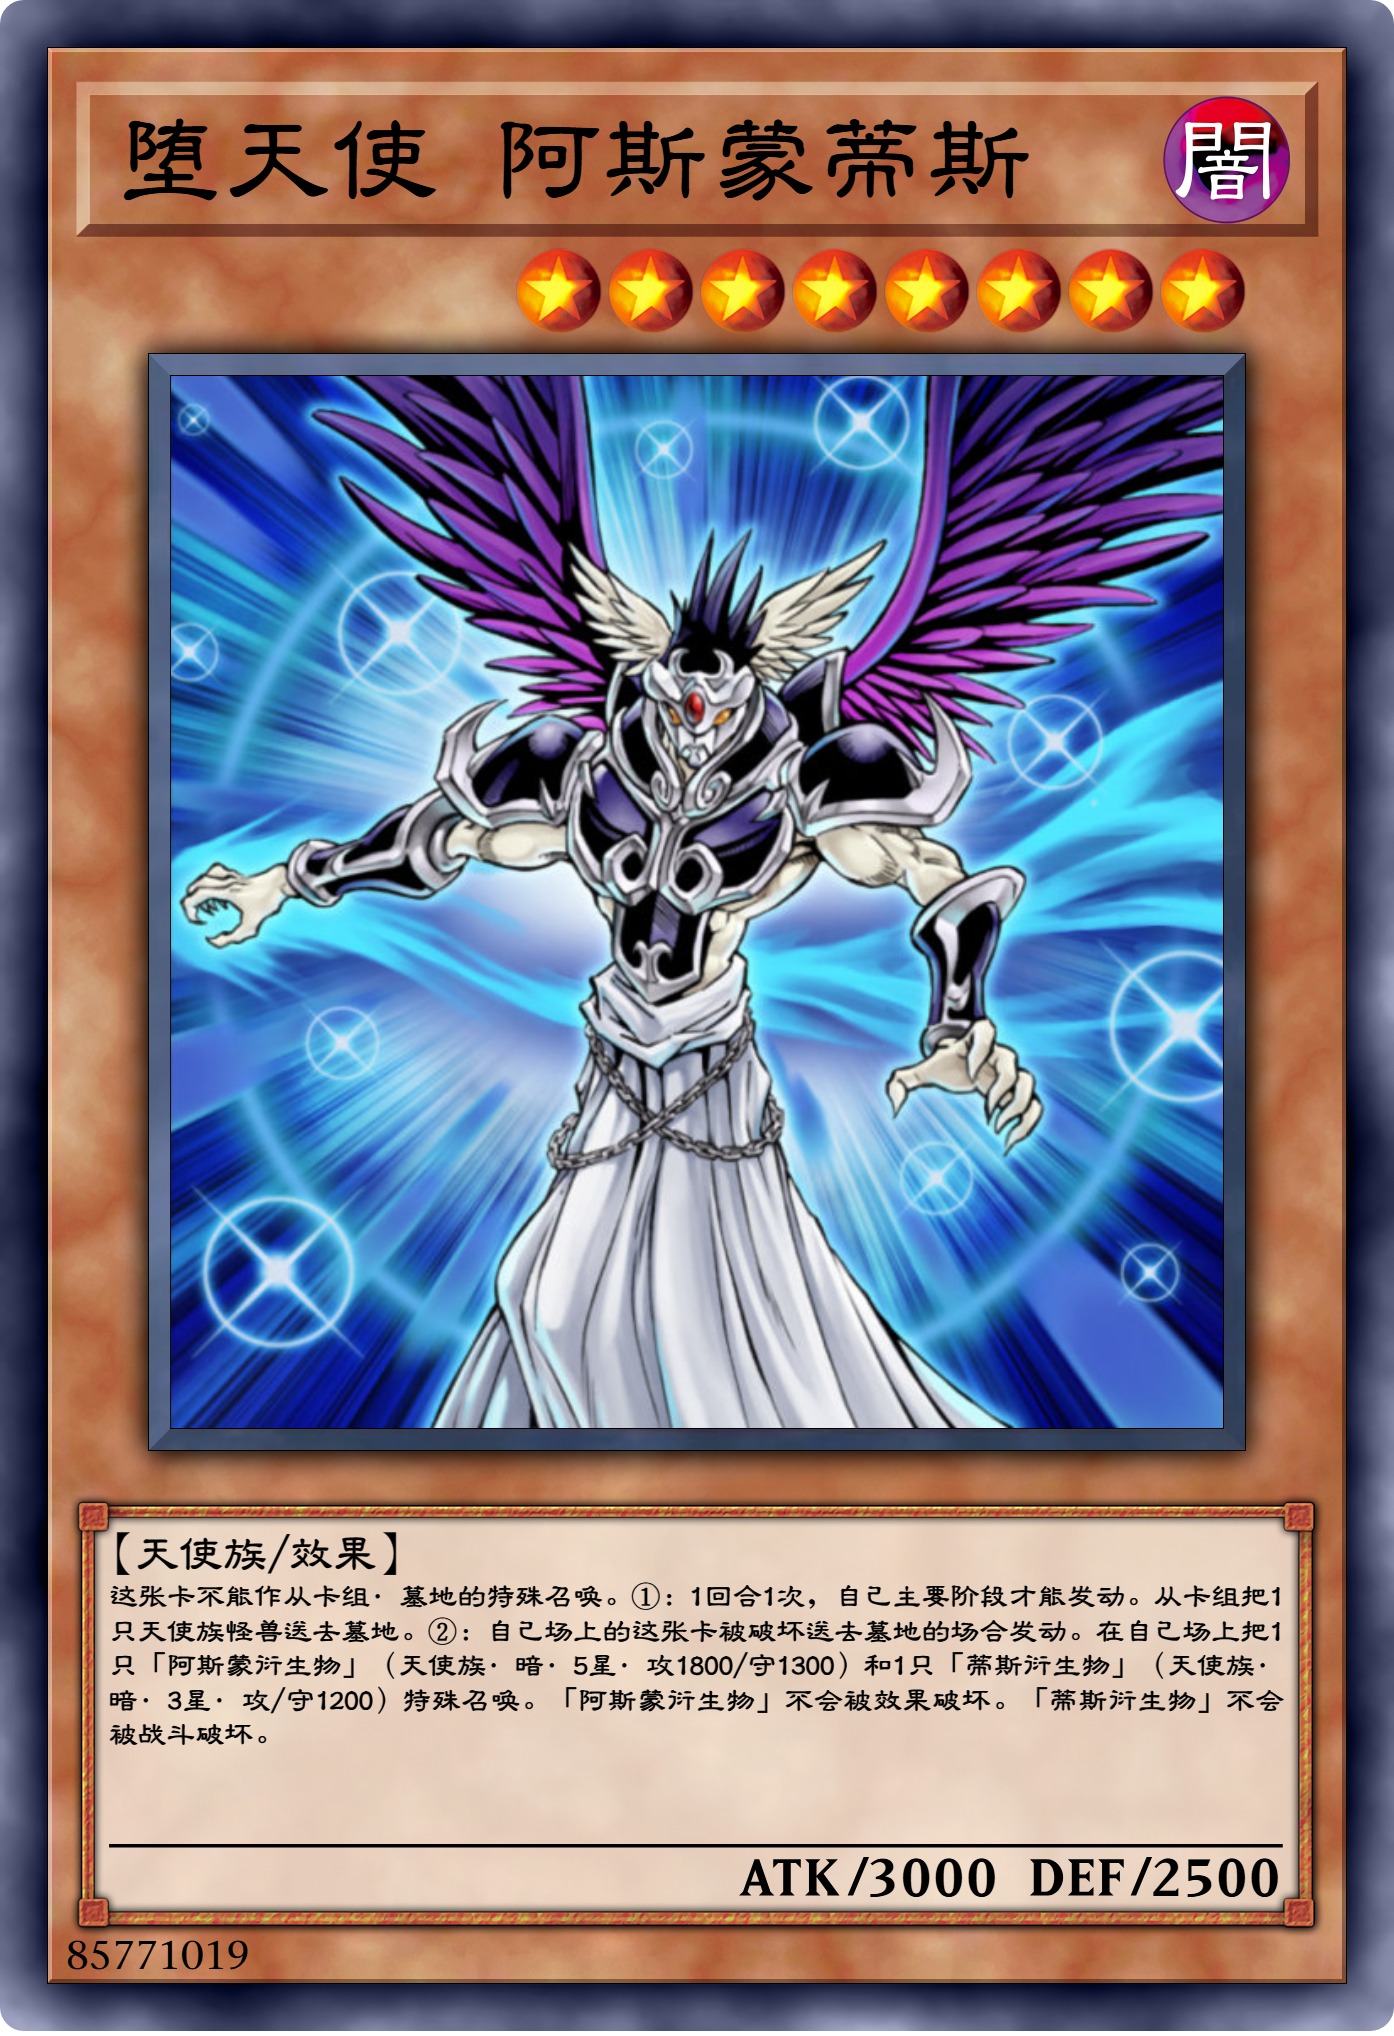 堕天使 阿斯蒙蒂斯
闇
【天使族/效果】
这张卡不能作从卡组·墓地的特殊召唤。①：1回合1次，自己主要阶段才能发动。从卡组把1
只天使族怪兽送去墓地。②：自己场上的这张卡被破坏送去墓地的场合发动。在自己场上把1
只「阿斯蒙衍生物」（天使族·暗·5星·攻1800/守1300）和1只「蒂斯衍生物」（天使族·
暗·3星·攻/守1200）特殊召唤。「阿斯蒙衍生物」不会被效果破坏。「蒂斯衍生物」不会
被战斗破坏。
ATK/3000 DEF/2500
85771019